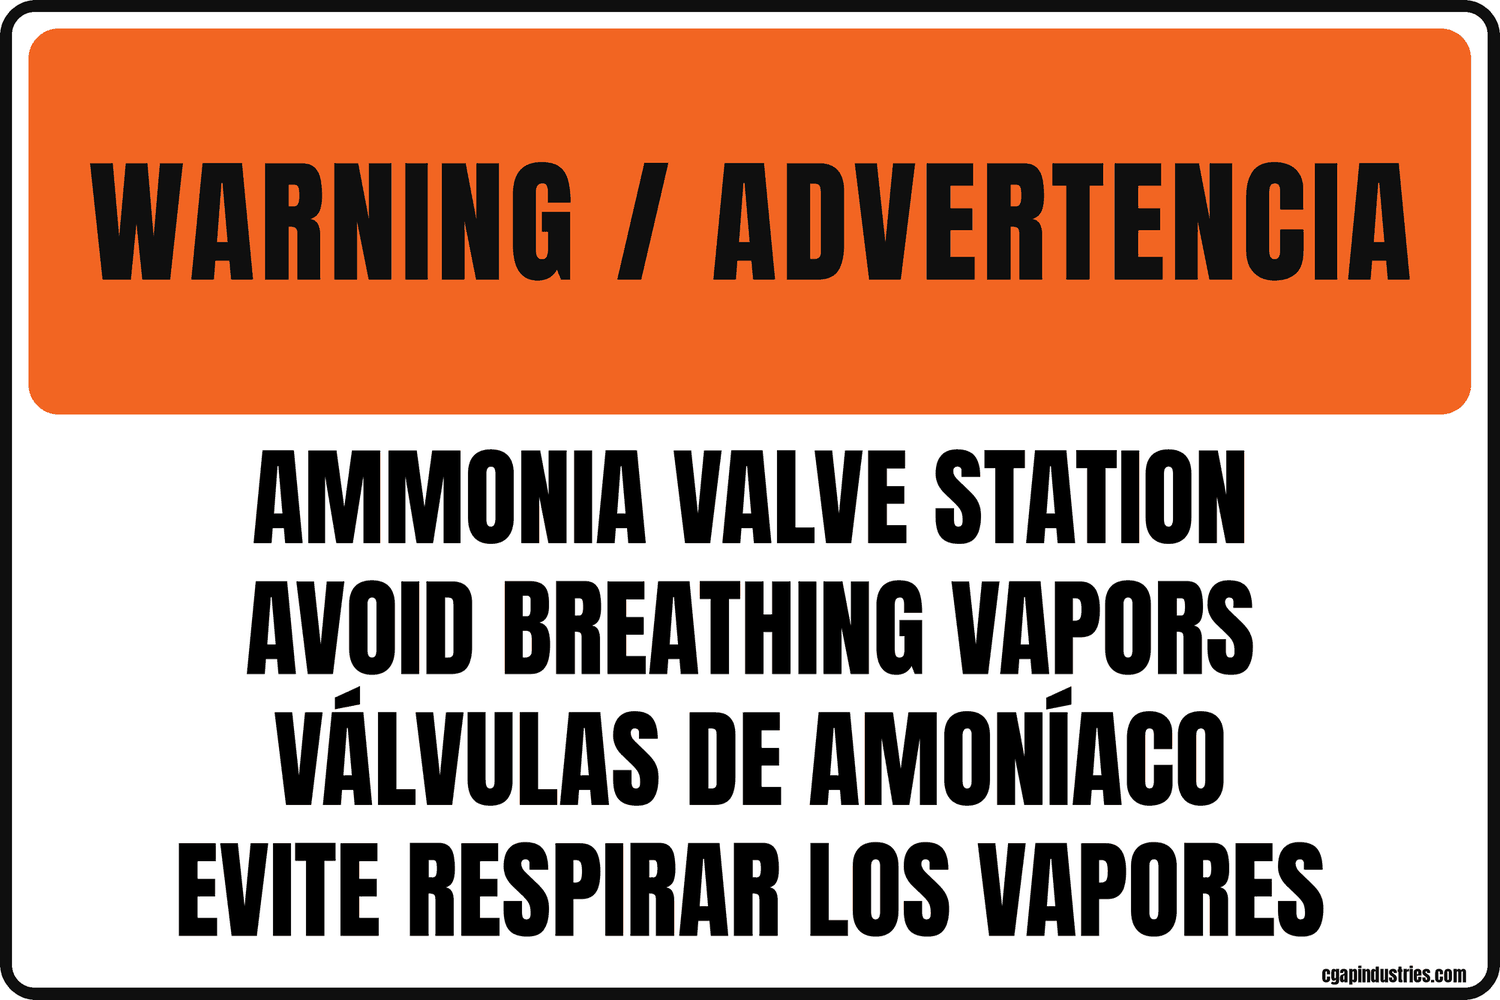 WARNING / ADVERTENCIA
AMMONIA VALVE STATION
AVOID BREATHING VAPORS
VÁLVULAS DE AMONÍACO
EVITE RESPIRAR LOS VAPORES
cgapindustries.com